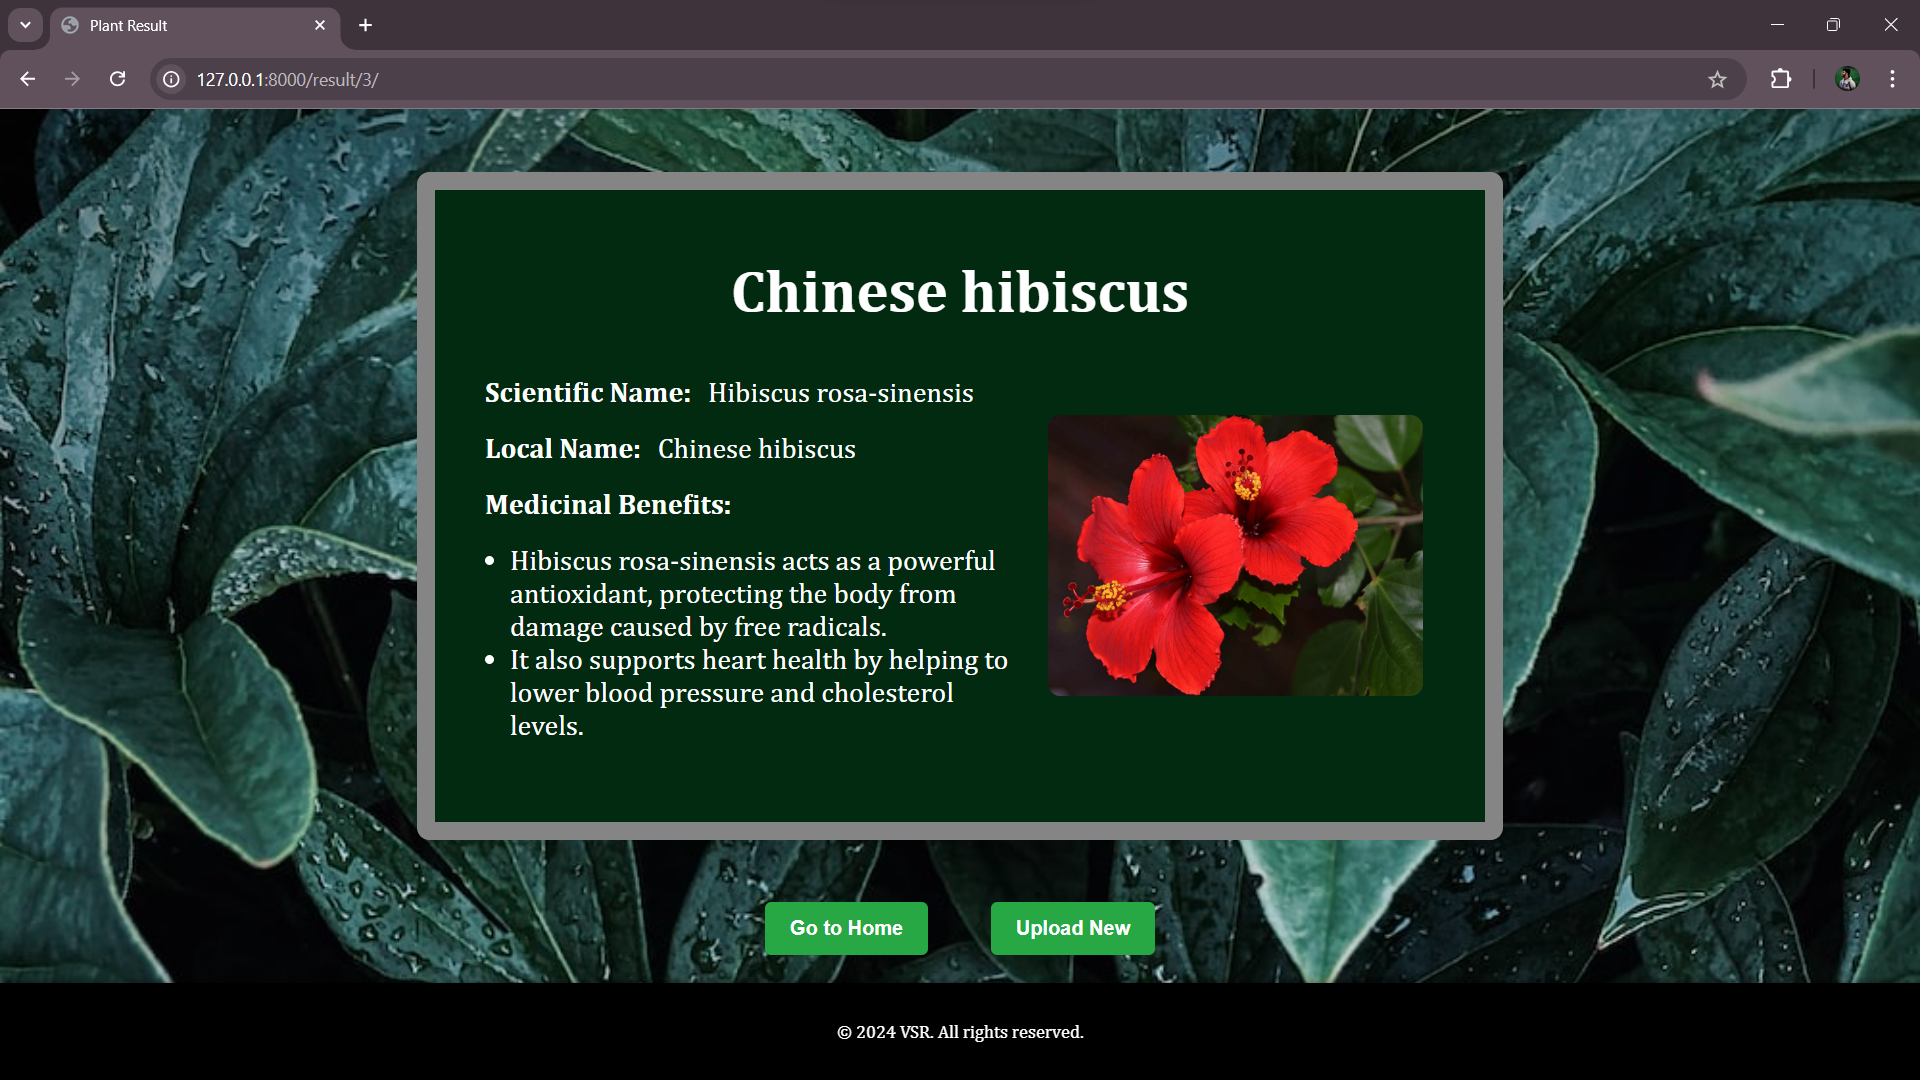 Plant Result
127.0.0.1:8000/result/3/
Chinese hibiscus
Scientific Name: Hibiscus rosa-sinensis
Local Name: Chinese hibiscus
Medicinal Benefits:
• Hibiscus rosa-sinensis acts as a powerful
antioxidant, protecting the body from
damage caused by free radicals.
• It also supports heart health by helping to
lower blood pressure and cholesterol
levels.
Go to Home
Upload New
© 2024 VSR. All rights reserved.